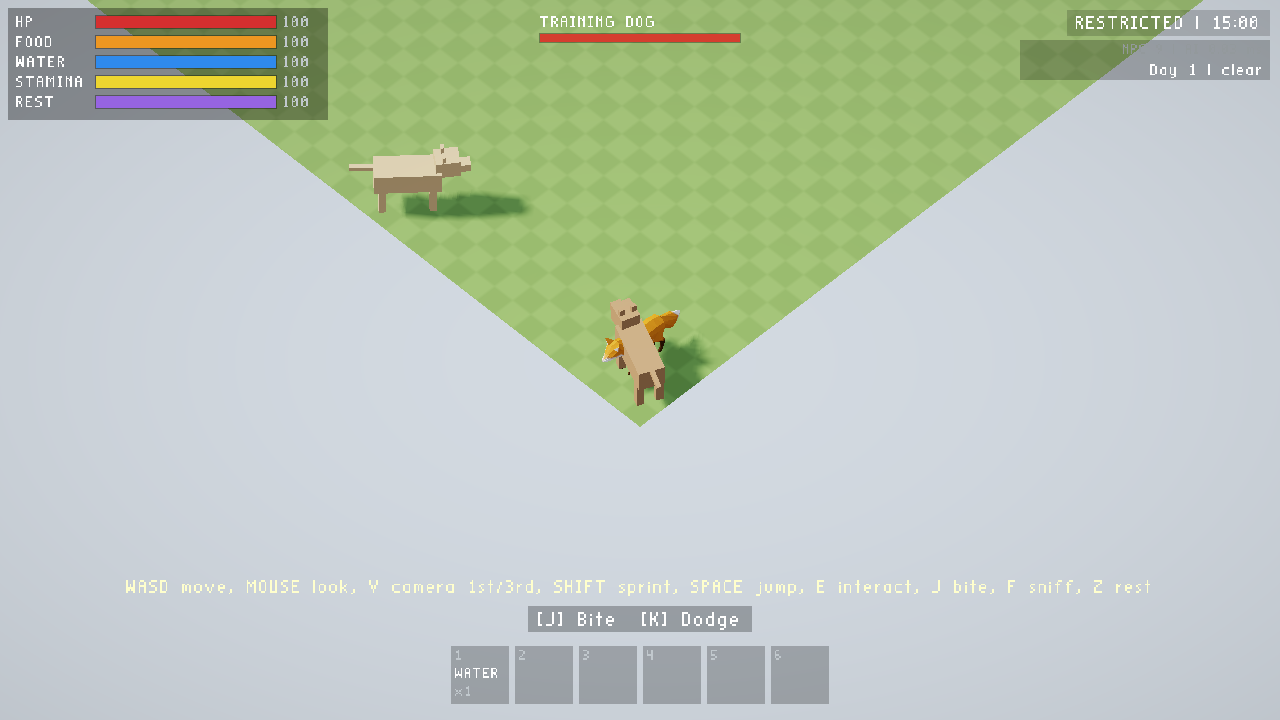 HP 100
FOOD 100
WATER 100
STAMINA 100
REST 100
TRAINING DOG
RESTRICTED | 15:00
Day 1 | clear
WASD move, MOUSE look, V camera 1st/3rd, SHIFT sprint, SPACE jump, E interact, J bite, F sniff, Z rest
[J] Bite [K] Dodge
1 2 3 4 5 6
WATER
x1